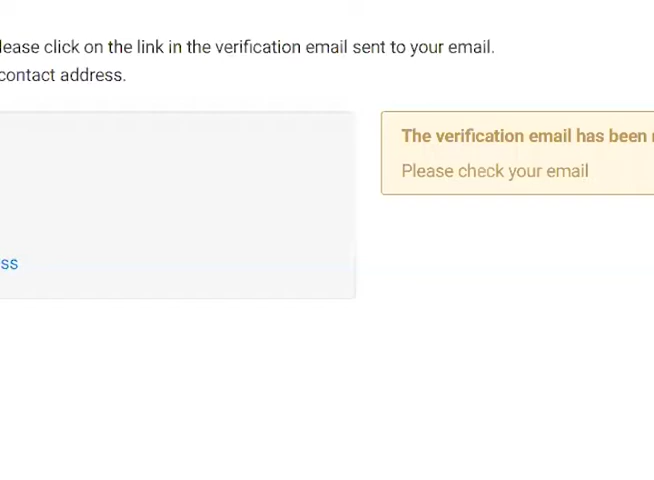 lease click on the link in the verification email sent to your email.
contact address.
The verification email has been
Please check your email
ss